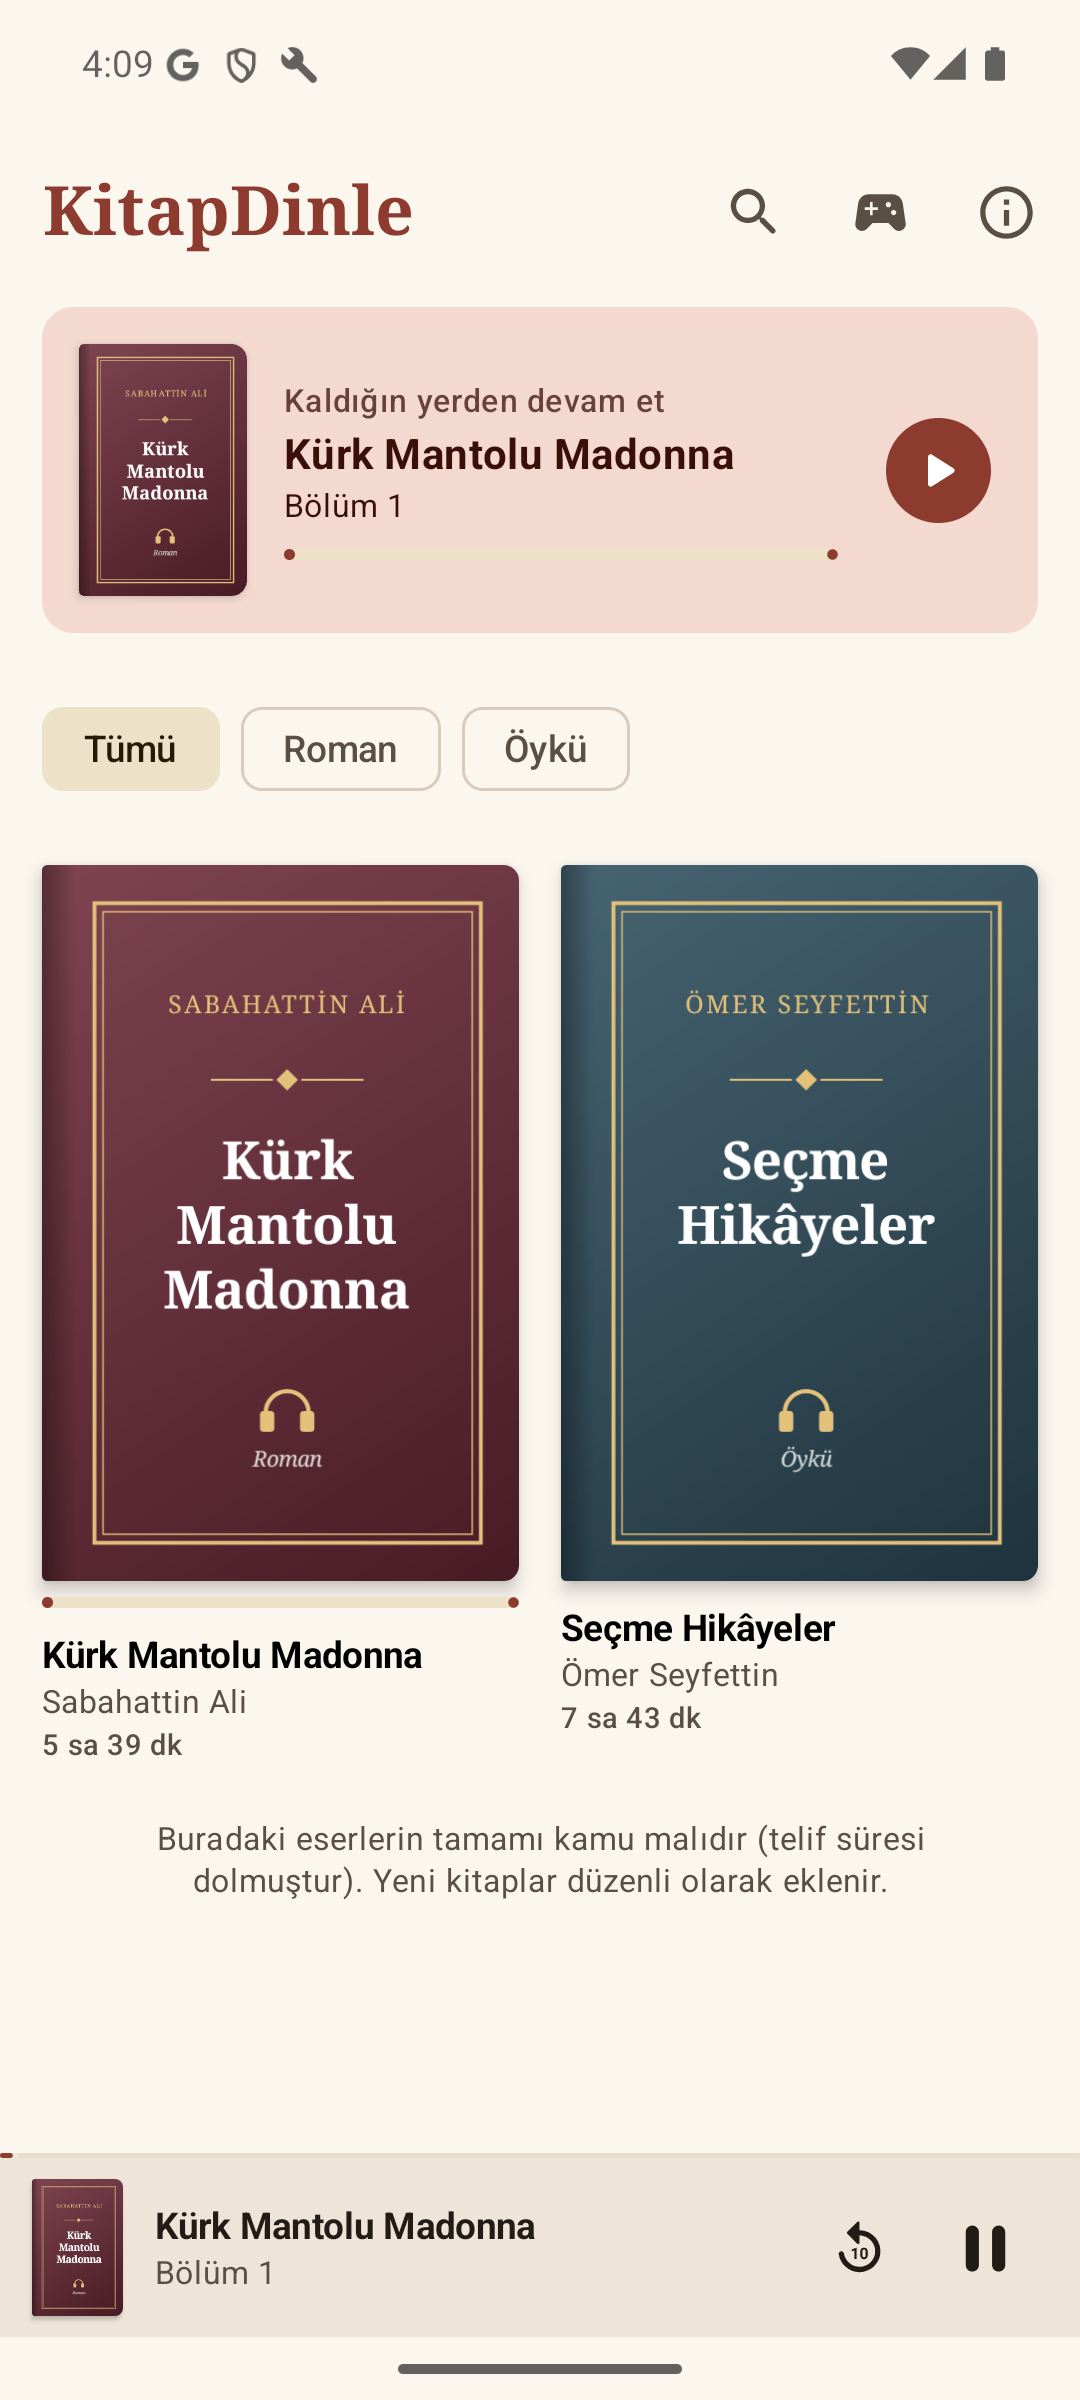 4:09
KitapDinle
SABAHATTİN ALİ
Kürk
Mantolu
Madonna
Roman
Kaldığın yerden devam et
Kürk Mantolu Madonna
Bölüm 1
Tümü
Roman
Öykü
SABAHATTİN ALİ
Kürk
Mantolu
Madonna
Roman
ÖMER SEYFETTİN
Seçme
Hikâyeler
Öykü
Kürk Mantolu Madonna
Sabahattin Ali
5 sa 39 dk
Seçme Hikâyeler
Ömer Seyfettin
7 sa 43 dk
Buradaki eserlerin tamamı kamu malıdır (telif süresi
dolmuştur). Yeni kitaplar düzenli olarak eklenir.
SABAHATTİN ALİ
Kürk
Mantolu
Madonna
Roman
Kürk Mantolu Madonna
Bölüm 1
10